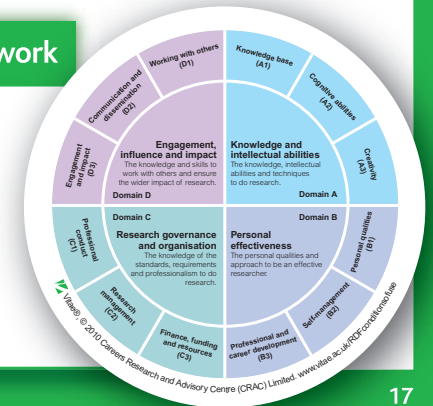 work
Working with others
(D1)
Knowledge base
(A1)
Communication and
dissemination
(D2)
Cognitive abilities
(A2)
Engagement
and impact
(D3)
Creativity
(A3)
Engagement,
influence and impact
The knowledge and skills to
work with others and ensure
the wider impact of research.
Domain D
Knowledge and
intellectual abilities
The knowledge, intellectual
abilities and techniques
to do research.
Domain A
Domain C
Research governance
and organisation
The knowledge of the
standards, requirements
and professionalism to do
research.
Domain B
Personal
effectiveness
The personal qualities and
approach to be an effective
researcher.
Professional
conduct
(C1)
Personal qualities
(B1)
Research
management
(C2)
Self-management
(B2)
Finance, funding
and resources
(C3)
Professional and
career development
(B3)
Vitae®, © 2010 Careers Research and Advisory Centre (CRAC) Limited. www.vitae.ac.uk/RDFconditionsofuse
17